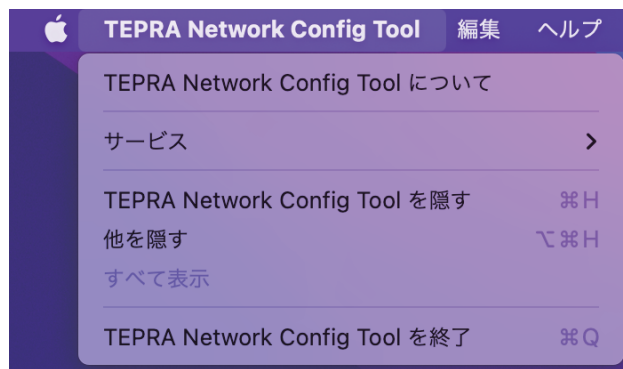 TEPRA Network Config Tool 編集 ヘルプ
TEPRA Network Config Tool について
サービス
TEPRA Network Config Tool を隠す ⌘H
他を隠す ⌥⌘H
すべて表示
TEPRA Network Config Tool を終了 ⌘Q